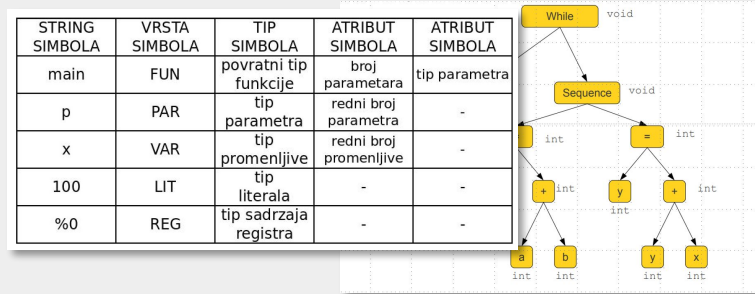 STRING SIMBOLA VRSTA SIMBOLA TIP SIMBOLA ATRIBUT SIMBOLA ATRIBUT SIMBOLA
main FUN povratni tip funkcije broj parametara tip parametra
p PAR tip parametra redni broj parametra -
x VAR tip promenljive redni broj promenljive -
100 LIT tip literala - -
%0 REG tip sadrzaja registra - -
While void
Sequence void
int = int
+ int y + int
int
a b y x
int int int int